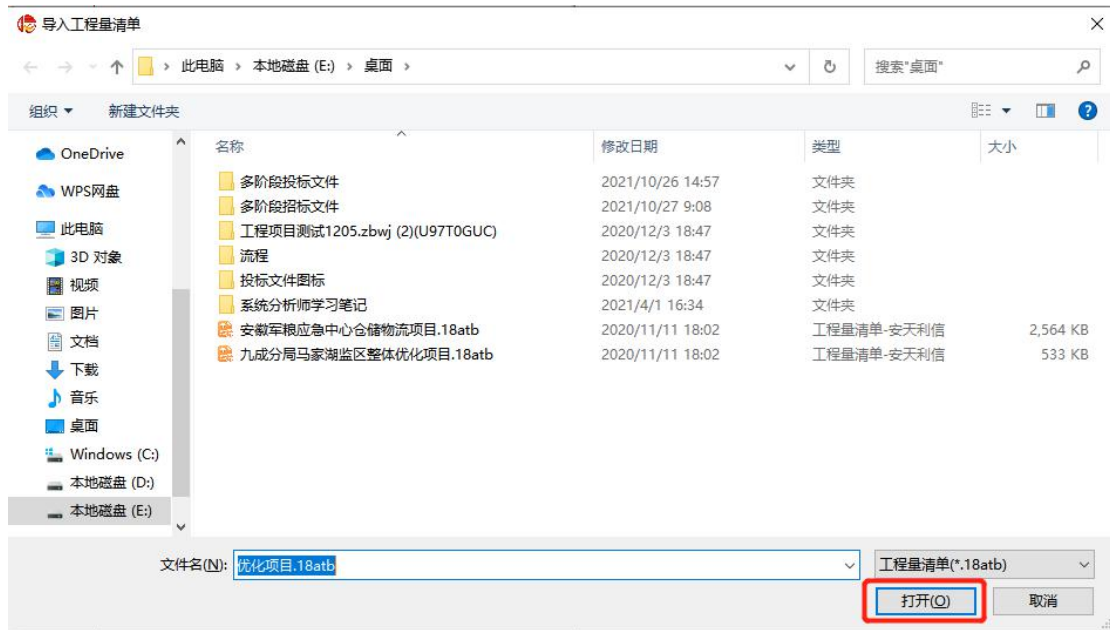 导入工程量清单
此电脑 本地磁盘 (E:) 桌面 搜索"桌面"
组织 新建文件夹
名称 修改日期 类型 大小
OneDrive
WPS网盘
此电脑
3D 对象
视频
图片
文档
下载
音乐
桌面
Windows (C:)
本地磁盘 (D:)
本地磁盘 (E:)
多阶段投标文件 2021/10/26 14:57 文件夹
多阶段招标文件 2021/10/27 9:08 文件夹
工程项目测试1205.zbwj (2)(U97T0GUC) 2020/12/3 18:47 文件夹
流程 2020/12/3 18:47 文件夹
投标文件图标 2020/12/3 18:47 文件夹
系统分析师学习笔记 2021/4/1 16:34 文件夹
安徽军粮应急中心仓储物流项目.18atb 2020/11/11 18:02 工程量清单-安天利信 2,564 KB
九成分局马家湖监区整体优化项目.18atb 2020/11/11 18:02 工程量清单-安天利信 533 KB
文件名(N): 优化项目.18atb 工程量清单(*.18atb)
打开(O) 取消